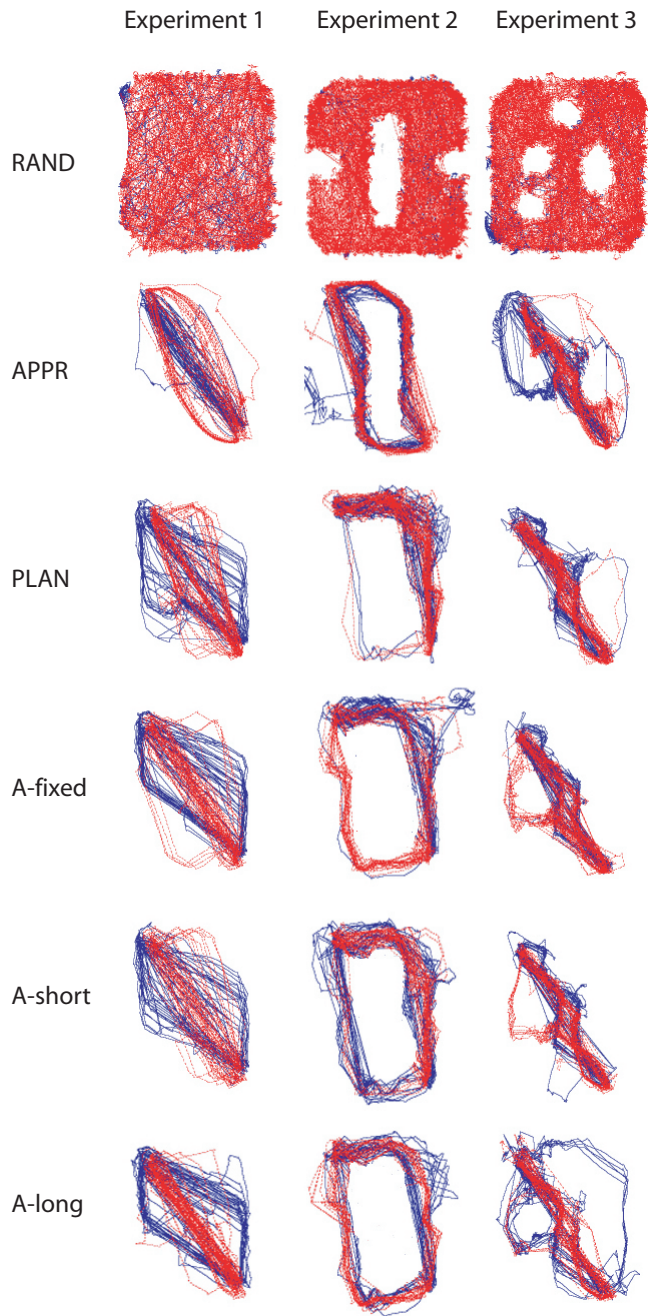 Experiment 1 Experiment 2 Experiment 3
RAND
APPR
PLAN
A-fixed
A-short
A-long